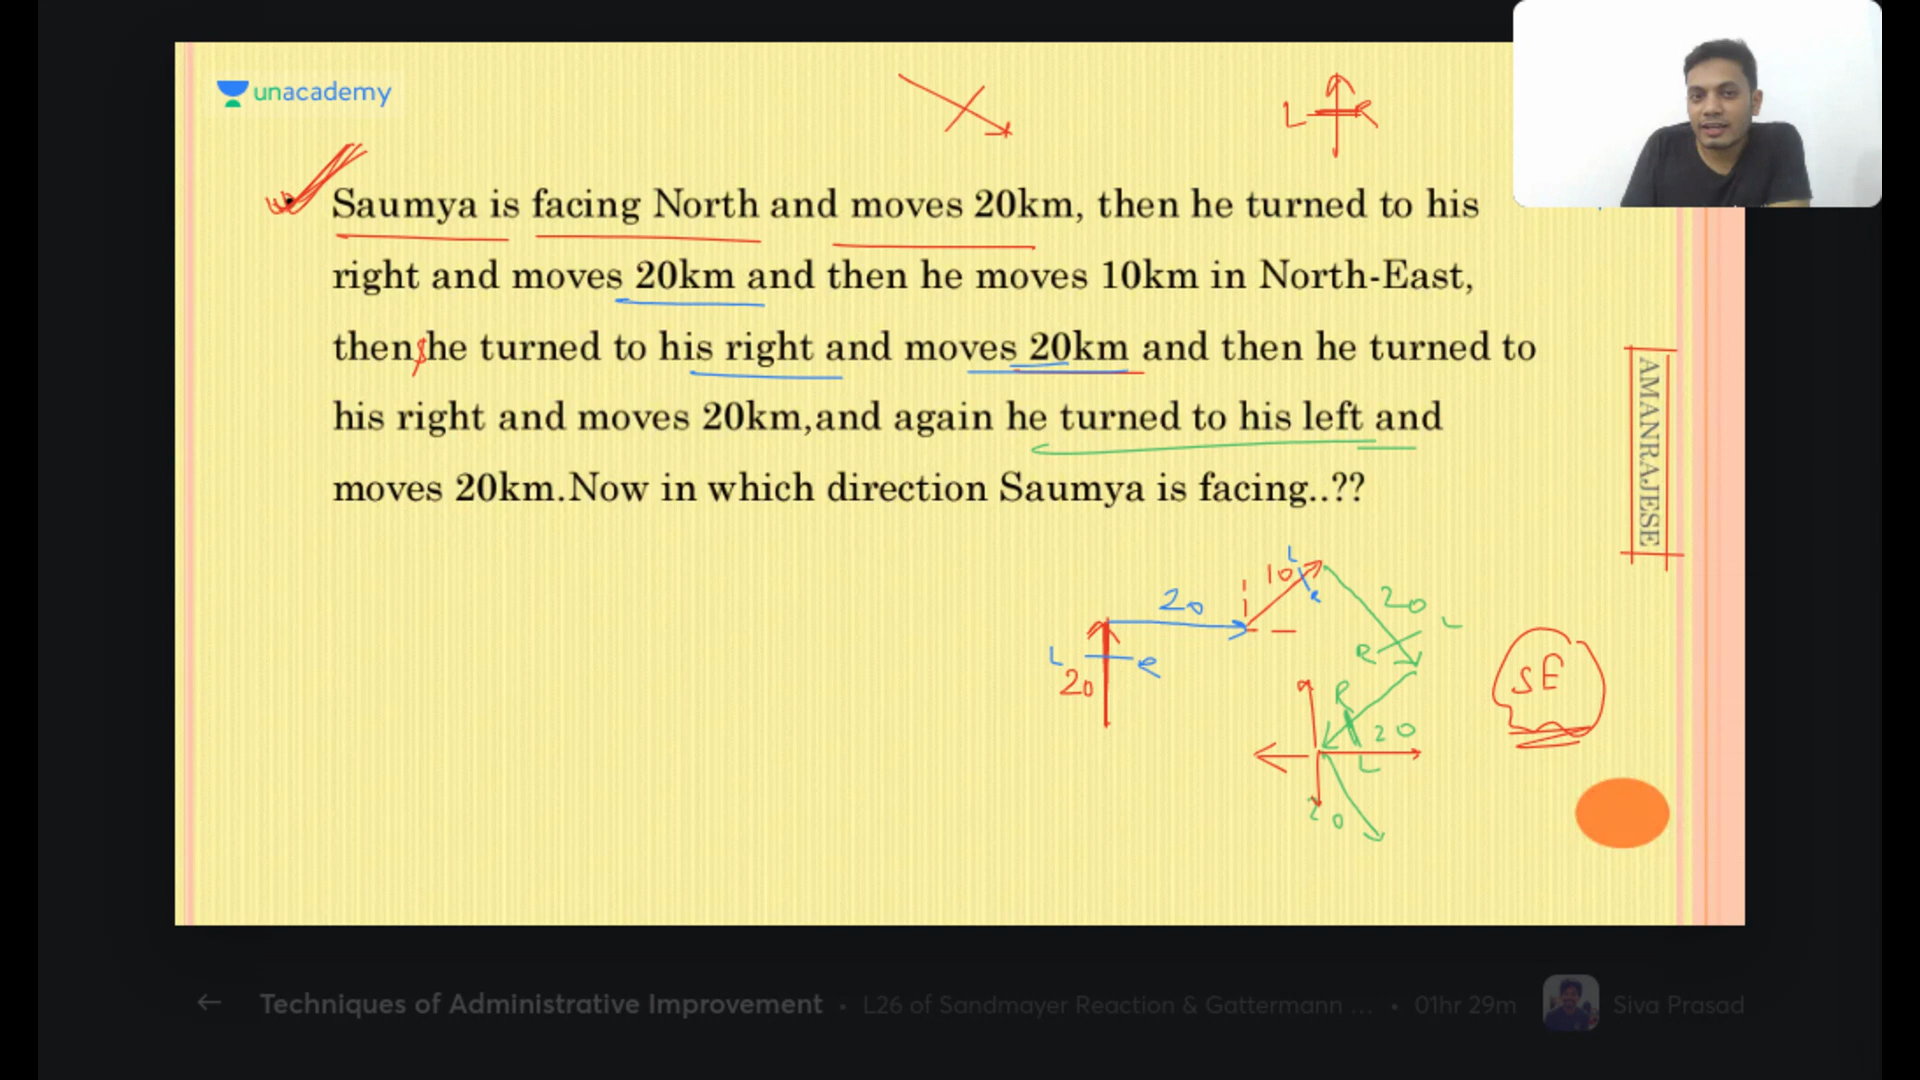 unacademy
L R
Saumya is facing North and moves 20km, then he turned to his
right and moves 20km and then he moves 10km in North-East,
then he turned to his right and moves 20km and then he turned to
his right and moves 20km,and again he turned to his left and
moves 20km.Now in which direction Saumya is facing..??
AMANRAJESE
L
10
R
20
20
L
R
L
R
20
SE
R
20
L
20
← Techniques of Administrative Improvement • L26 of Sandmayer Reaction & Gattermann ... • 01hr 29m Siva Prasad